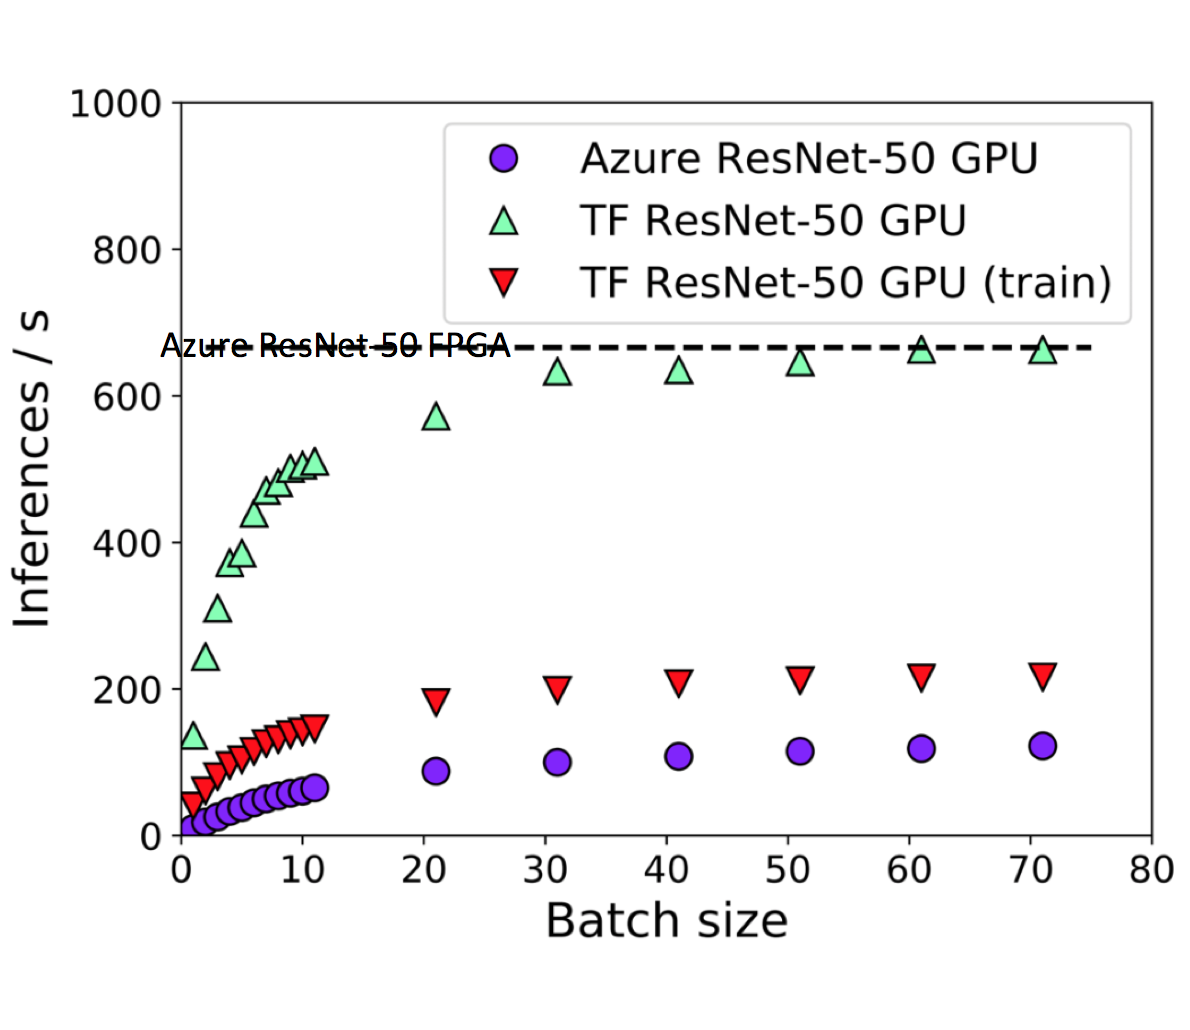 1000
800
600
400
200
0
Inferences / s
Azure ResNet-50 GPU
TF ResNet-50 GPU
TF ResNet-50 GPU (train)
Azure ResNet-50 FPGA
0 10 20 30 40 50 60 70 80
Batch size